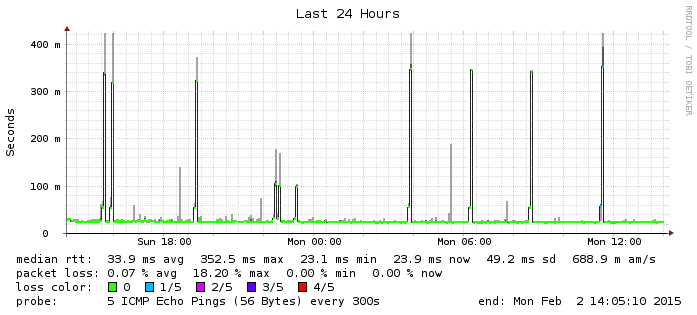 Last 24 Hours
RRDTOOL / TOBI OETIKER
Seconds
400 m
300 m
200 m
100 m
0
Sun 18:00 Mon 00:00 Mon 06:00 Mon 12:00
median rtt: 33.9 ms avg 352.5 ms max 23.1 ms min 23.9 ms now 49.2 ms sd 688.9 m am/s
packet loss: 0.07 % avg 18.20 % max 0.00 % min 0.00 % now
loss color: 0 1/5 2/5 3/5 4/5
probe: 5 ICMP Echo Pings (56 Bytes) every 300s end: Mon Feb 2 14:05:10 2015